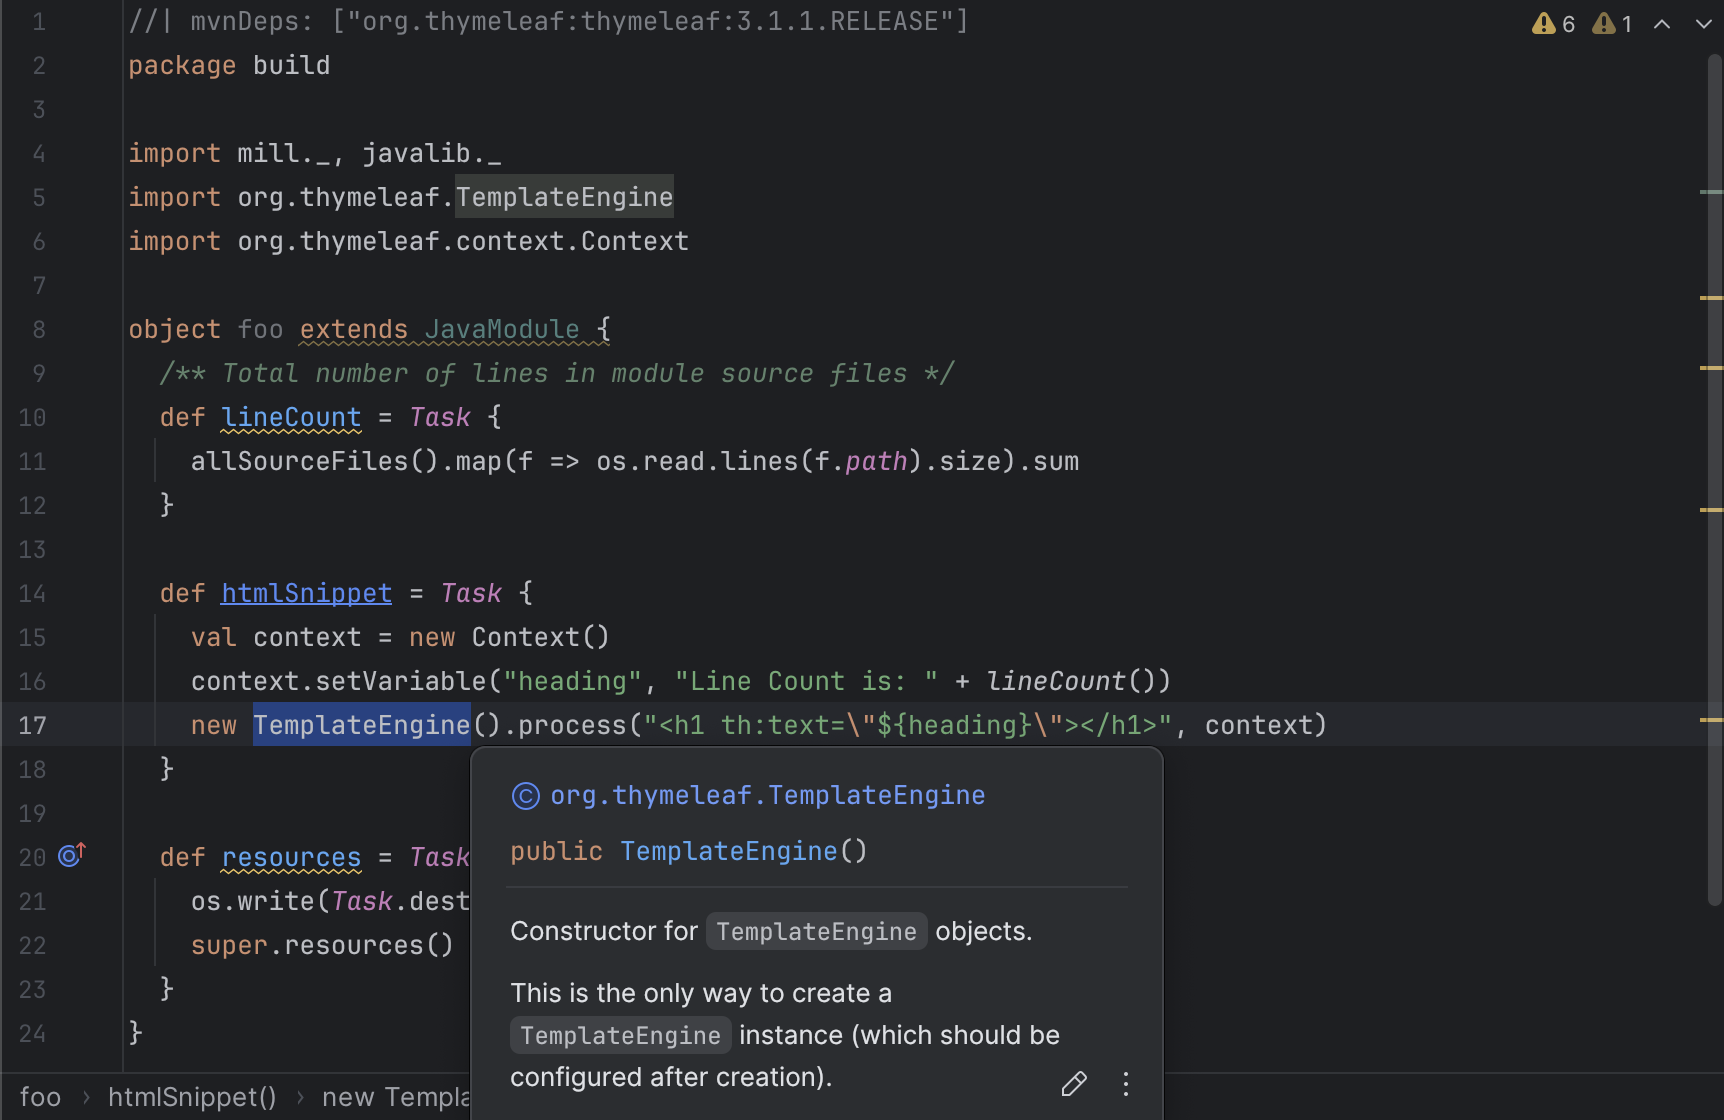 1 //| mvnDeps: ["org.thymeleaf:thymeleaf:3.1.1.RELEASE"]
6 1
2 package build
3
4 import mill._, javalib._
5 import org.thymeleaf.TemplateEngine
6 import org.thymeleaf.context.Context
7
8 object foo extends JavaModule {
9 /** Total number of lines in module source files */
10 def lineCount = Task {
11 allSourceFiles().map(f => os.read.lines(f.path).size).sum
12 }
13
14 def htmlSnippet = Task {
15 val context = new Context()
16 context.setVariable("heading", "Line Count is: " + lineCount())
17 new TemplateEngine().process("<h1 th:text=\"${heading}\"></h1>", context)
18 }
19
20 def resources = Task
21 os.write(Task.dest
22 super.resources()
23 }
24 }
org.thymeleaf.TemplateEngine
public TemplateEngine()
Constructor for TemplateEngine objects.
This is the only way to create a
TemplateEngine instance (which should be
configured after creation).
foo › htmlSnippet() › new Templa